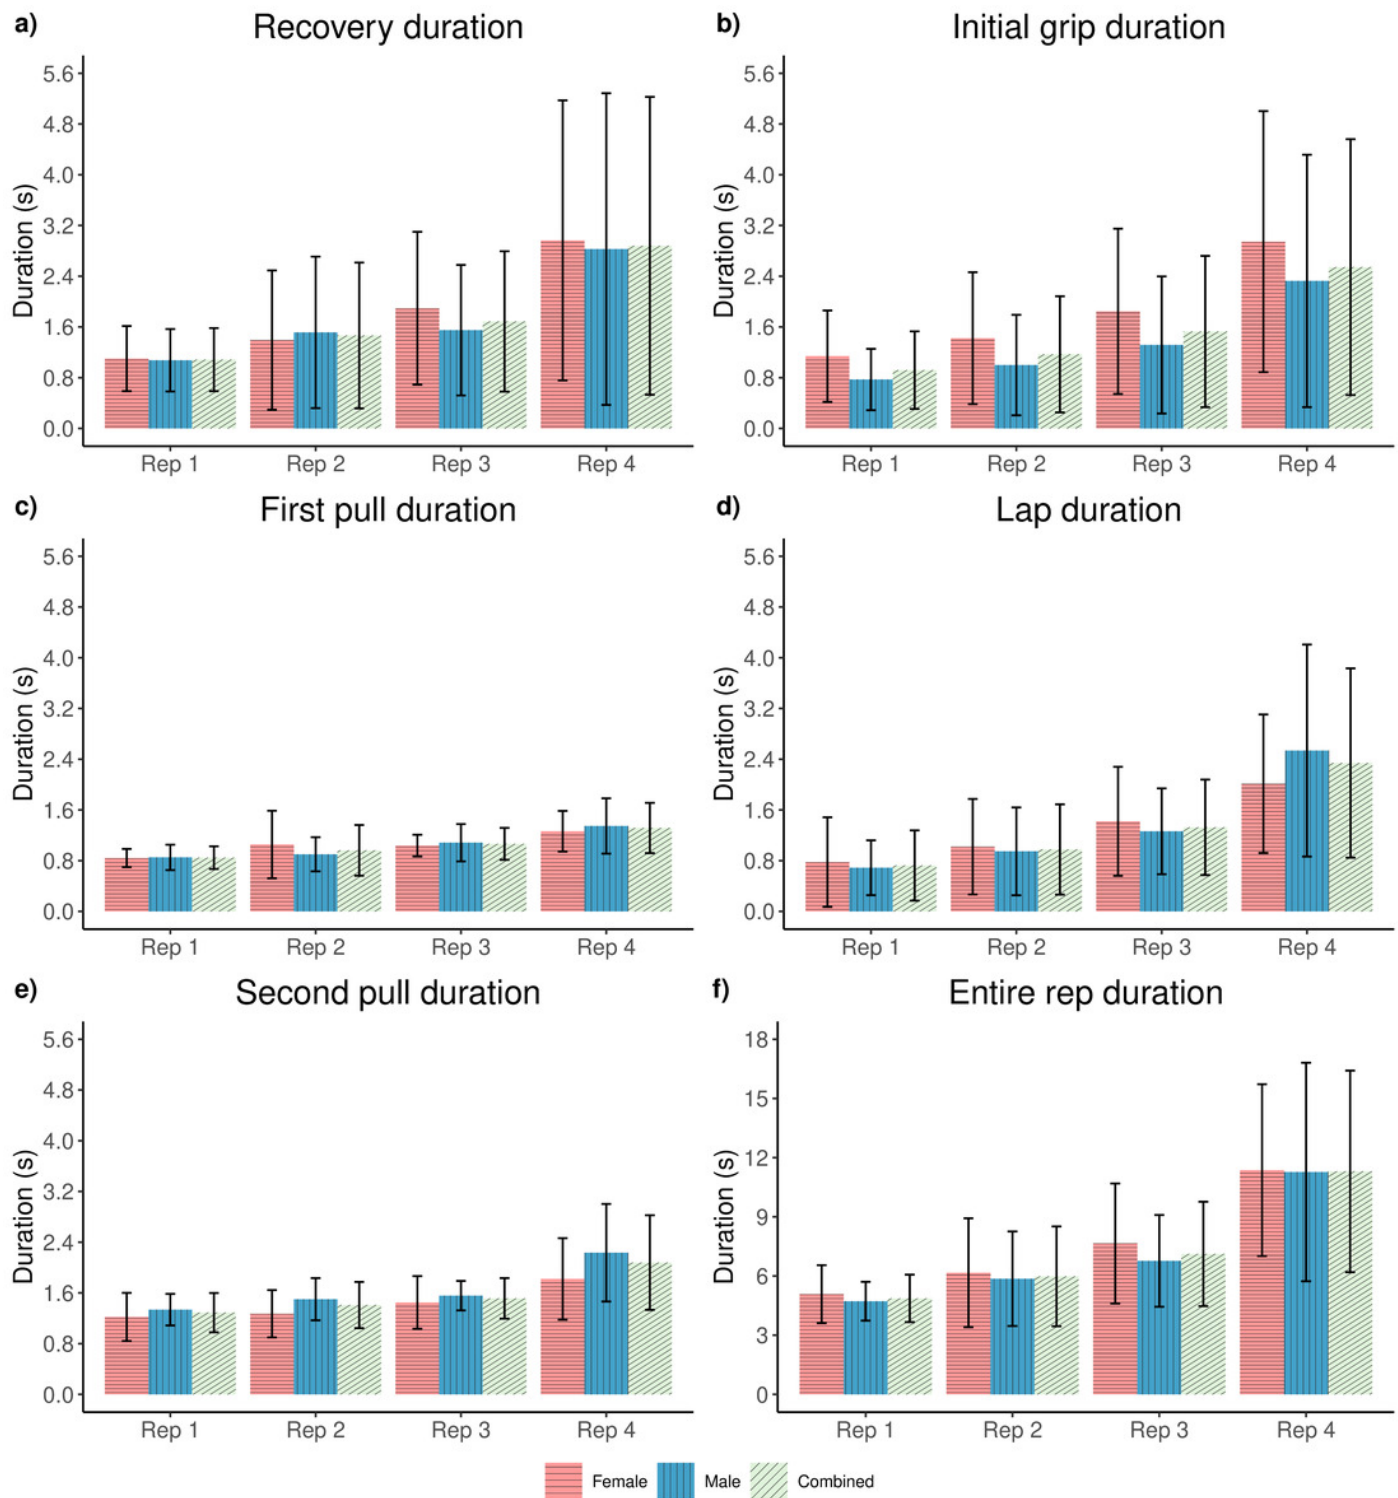 a) Recovery duration
5.6
4.8
4.0
3.2
2.4
1.6
0.8
0.0
Duration (s)
Rep 1 Rep 2 Rep 3 Rep 4
b) Initial grip duration
5.6
4.8
4.0
3.2
2.4
1.6
0.8
0.0
Duration (s)
Rep 1 Rep 2 Rep 3 Rep 4
c) First pull duration
5.6
4.8
4.0
3.2
2.4
1.6
0.8
0.0
Duration (s)
Rep 1 Rep 2 Rep 3 Rep 4
d) Lap duration
5.6
4.8
4.0
3.2
2.4
1.6
0.8
0.0
Duration (s)
Rep 1 Rep 2 Rep 3 Rep 4
e) Second pull duration
5.6
4.8
4.0
3.2
2.4
1.6
0.8
0.0
Duration (s)
Rep 1 Rep 2 Rep 3 Rep 4
f) Entire rep duration
18
15
12
9
6
3
0
Duration (s)
Rep 1 Rep 2 Rep 3 Rep 4
Female Male Combined